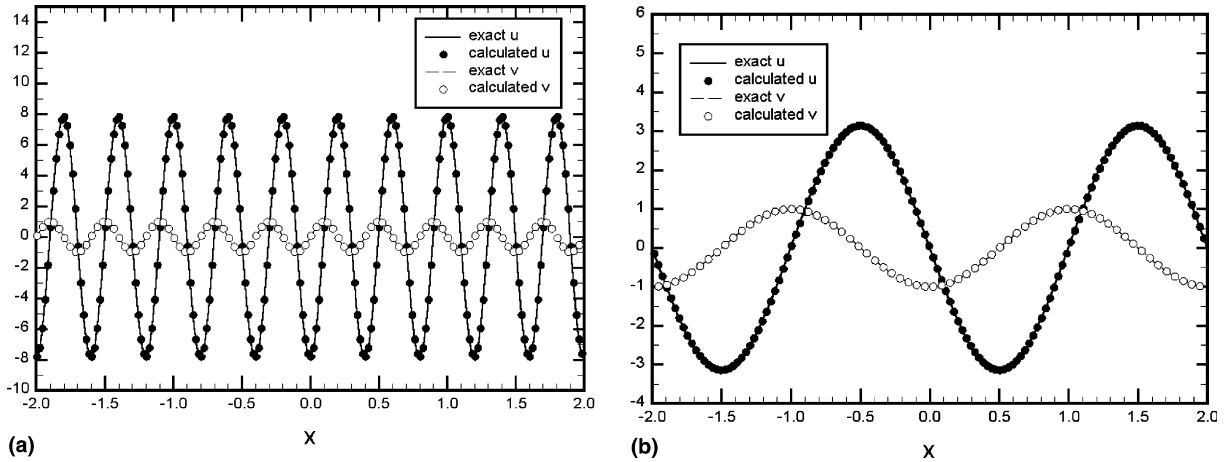 14
12
10
8
6
4
2
0
-2
-4
-6
-8
-10
-2.0 -1.5 -1.0 -0.5 0.0 0.5 1.0 1.5 2.0
X
exact u
calculated u
exact v
calculated v
(a)
6
5
4
3
2
1
0
-1
-2
-3
-4
-2.0 -1.5 -1.0 -0.5 0.0 0.5 1.0 1.5 2.0
X
exact u
calculated u
exact v
calculated v
(b)